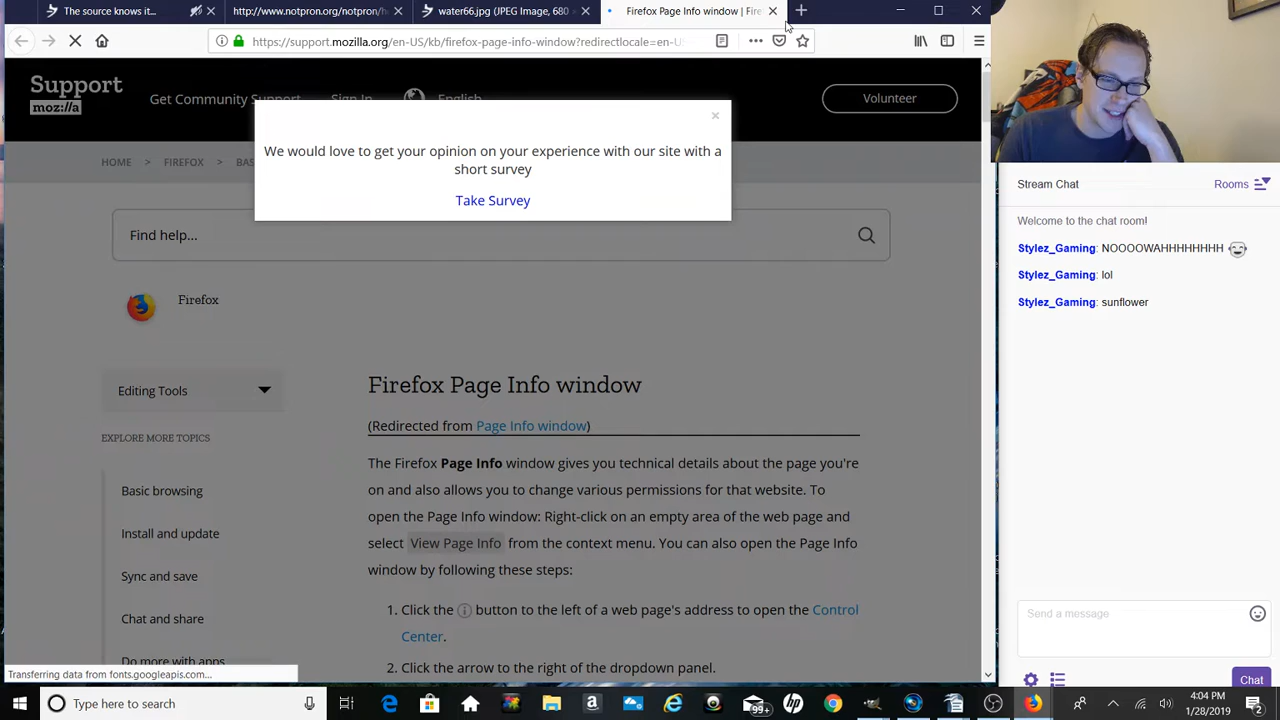 The source knows it...
http://www.notpron.org/notpron/h
water66.jpg (JPEG Image, 680
Firefox Page Info window | Fire
https://support.mozilla.org/en-US/kb/firefox-page-info-window?redirectlocale=en-US
Support
moz://a
Get Community Support
Sign In
English
Volunteer
We would love to get your opinion on your experience with our site with a
short survey
Take Survey
HOME > FIREFOX > BAS
Find help...
Firefox
Editing Tools
EXPLORE MORE TOPICS
Basic browsing
Install and update
Sync and save
Chat and share
Do more with apps
Firefox Page Info window
(Redirected from Page Info window)
The Firefox Page Info window gives you technical details about the page you're
on and also allows you to change various permissions for that website. To
open the Page Info window: Right-click on an empty area of the web page and
select View Page Info from the context menu. You can also open the Page Info
window by following these steps:
1. Click the button to the left of a web page's address to open the Control
Center.
2. Click the arrow to the right of the dropdown panel.
Transferring data from fonts.googleapis.com...
Stream Chat
Rooms
Welcome to the chat room!
Stylez_Gaming: NOOOOWAHHHHHHHH
Stylez_Gaming: lol
Stylez_Gaming: sunflower
Send a message
Chat
Type here to search
99+
4:04 PM
1/28/2019